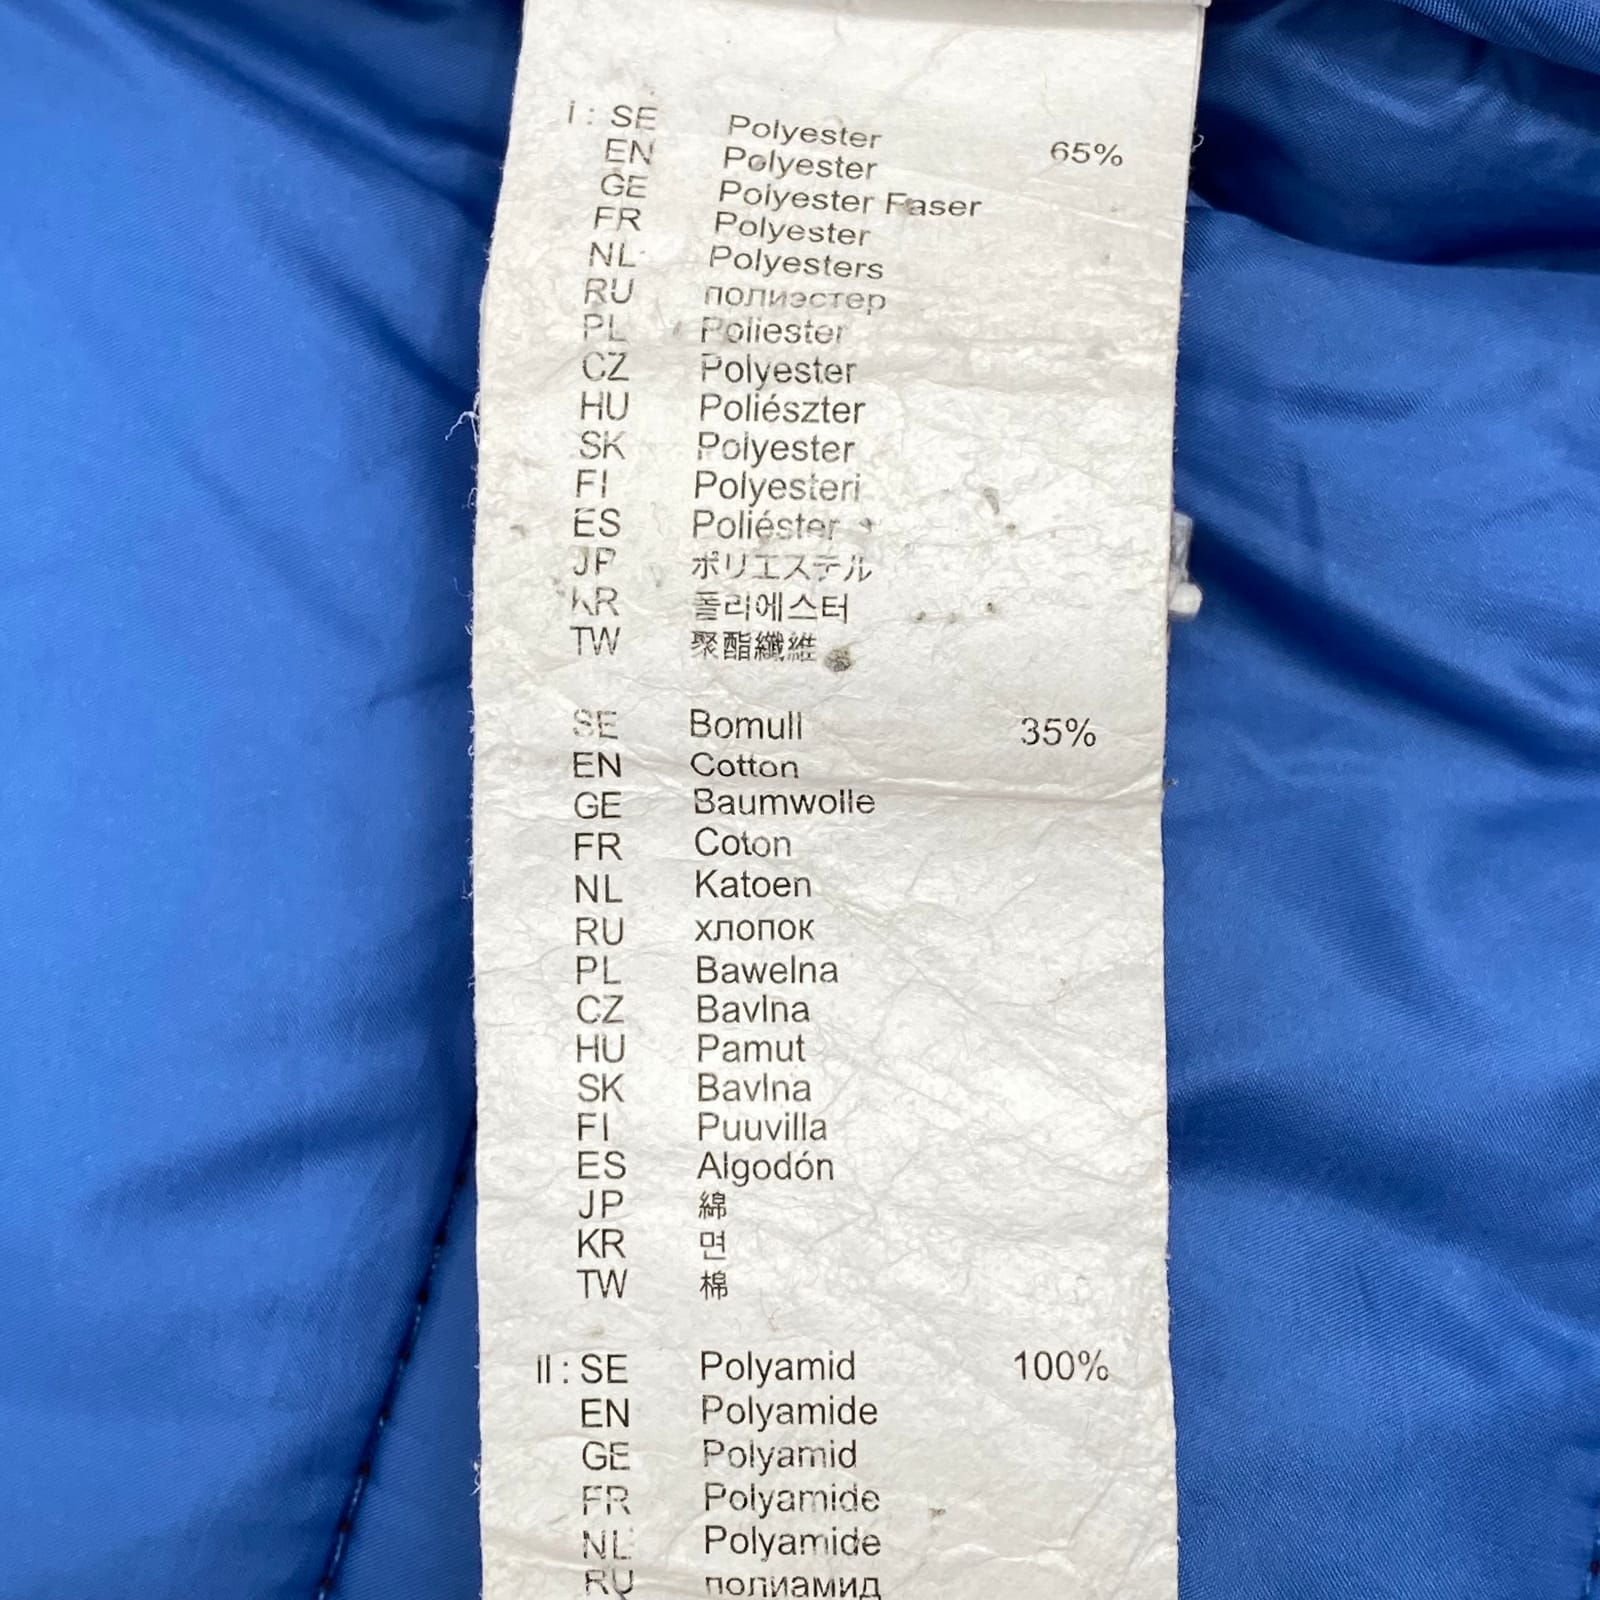 I : SE Polyester 65%
EN Polyester
GE Polyester Faser
FR Polyester
NL Polyesters
RU полиэстер
PL Poliester
CZ Polyester
HU Poliészter
SK Polyester
FI Polyesteri
ES Poliéster
JP ポリエステル
KR 폴리에스터
TW 聚酯纖維
SE Bomull 35%
EN Cotton
GE Baumwolle
FR Coton
NL Katoen
RU хлопок
PL Bawelna
CZ Bavlna
HU Pamut
SK Bavlna
FI Puuvilla
ES Algodón
JP 綿
KR 면
TW 棉
II : SE Polyamid 100%
EN Polyamide
GE Polyamid
FR Polyamide
NL Polyamide
RU полиамид